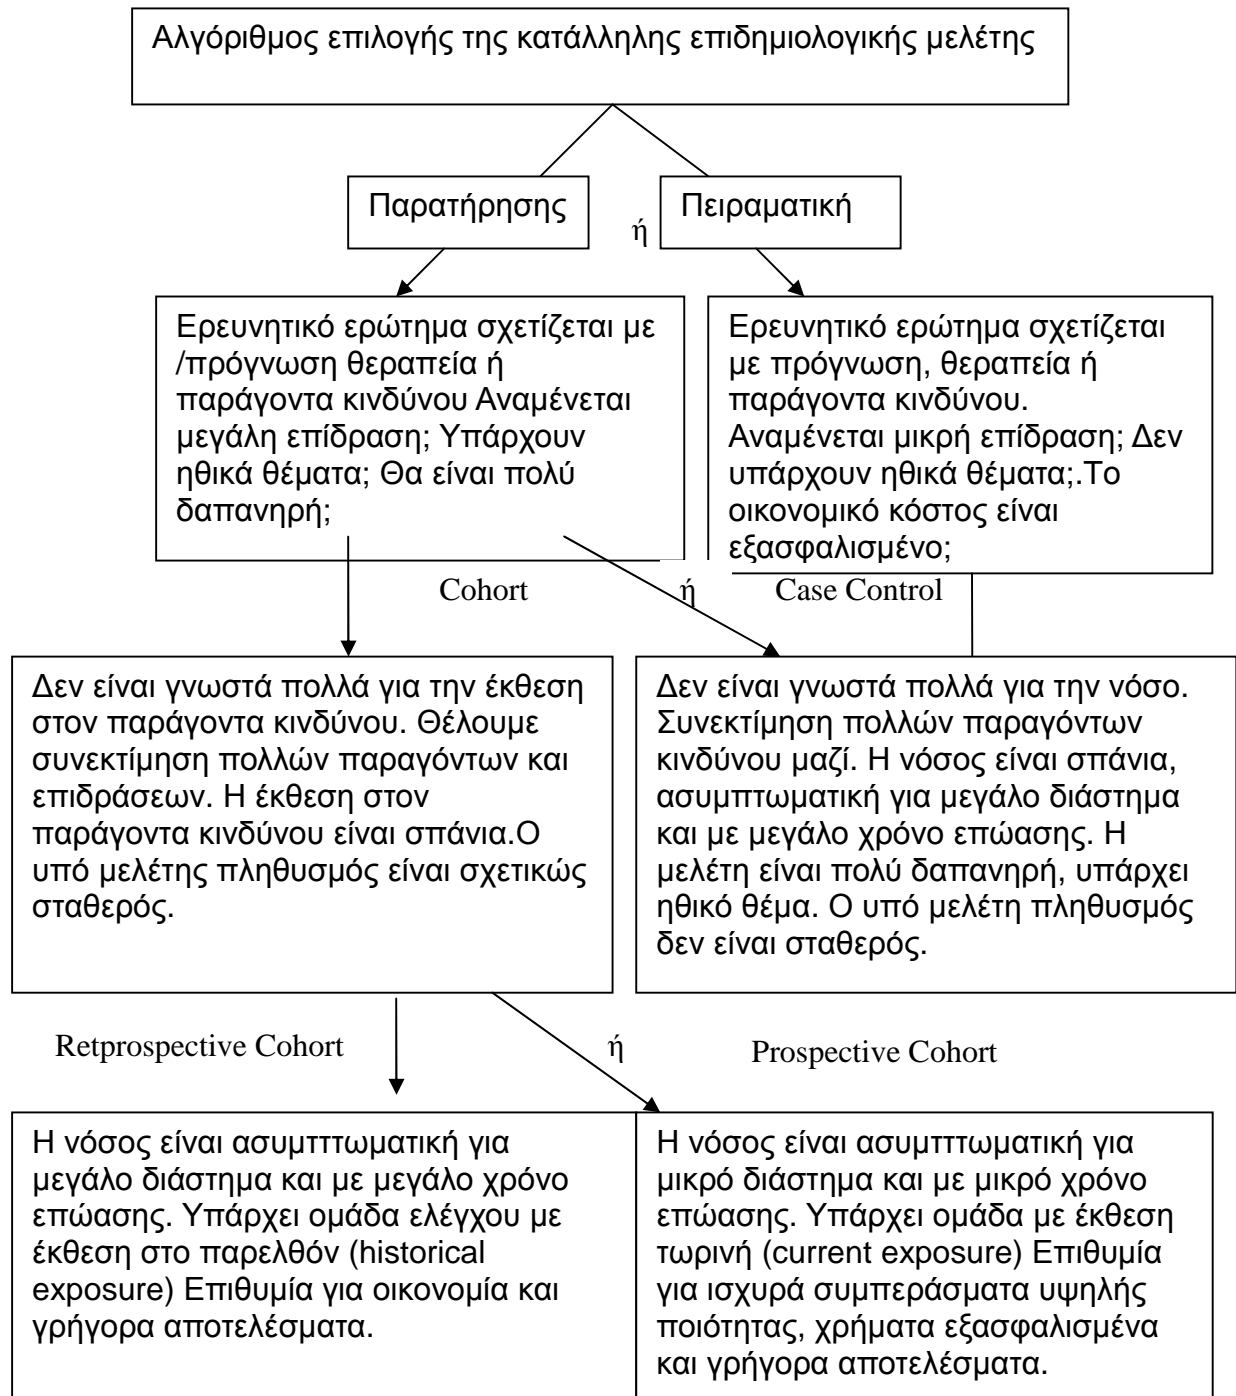 Αλγόριθμος επιλογής της κατάλληλης επιδημιολογικής μελέτης
Παρατήρησης
ή
Πειραματική
Ερευνητικό ερώτημα σχετίζεται με
/πρόγνωση θεραπεία ή
παράγοντα κινδύνου Αναμένεται
μεγάλη επίδραση; Υπάρχουν
ηθικά θέματα; Θα είναι πολύ
δαπανηρή;
Ερευνητικό ερώτημα σχετίζεται
με πρόγνωση, θεραπεία ή
παράγοντα κινδύνου.
Αναμένεται μικρή επίδραση; Δεν
υπάρχουν ηθικά θέματα;.Το
οικονομικό κόστος είναι
εξασφαλισμένο;
Cohort
ή
Case Control
Δεν είναι γνωστά πολλά για την έκθεση
στον παράγοντα κινδύνου. Θέλουμε
συνεκτίμηση πολλών παραγόντων και
επιδράσεων. Η έκθεση στον
παράγοντα κινδύνου είναι σπάνια.Ο
υπό μελέτης πληθυσμός είναι σχετικώς
σταθερός.
Δεν είναι γνωστά πολλά για την νόσο.
Συνεκτίμηση πολλών παραγόντων
κινδύνου μαζί. Η νόσος είναι σπάνια,
ασυμπτωματική για μεγάλο διάστημα
και με μεγάλο χρόνο επώασης. Η
μελέτη είναι πολύ δαπανηρή, υπάρχει
ηθικό θέμα. Ο υπό μελέτη πληθυσμός
δεν είναι σταθερός.
Retprospective Cohort
ή
Prospective Cohort
Η νόσος είναι ασυμτττωματική για
μεγάλο διάστημα και με μεγάλο χρόνο
επώασης. Υπάρχει ομάδα ελέγχου με
έκθεση στο παρελθόν (historical
exposure) Επιθυμία για οικονομία και
γρήγορα αποτελέσματα.
Η νόσος είναι ασυμτττωματική για
μικρό διάστημα και με μικρό χρόνο
επώασης. Υπάρχει ομάδα με έκθεση
τωρινή (current exposure) Επιθυμία
για ισχυρά συμπεράσματα υψηλής
ποιότητας, χρήματα εξασφαλισμένα
και γρήγορα αποτελέσματα.